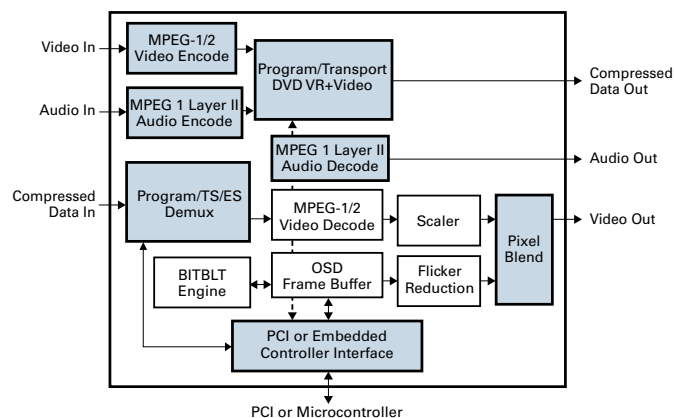 Video In
MPEG-1/2
Video Encode
Program/Transport
DVD VR+Video
Compressed
Data Out
Audio In
MPEG 1 Layer II
Audio Encode
MPEG 1 Layer II
Audio Decode
Audio Out
Compressed
Data In
Program/TS/ES
Demux
MPEG-1/2
Video Decode
Scaler
Pixel
Blend
Video Out
BITBLT
Engine
OSD
Frame Buffer
Flicker
Reduction
PCI or Embedded
Controller Interface
PCI or Microcontroller